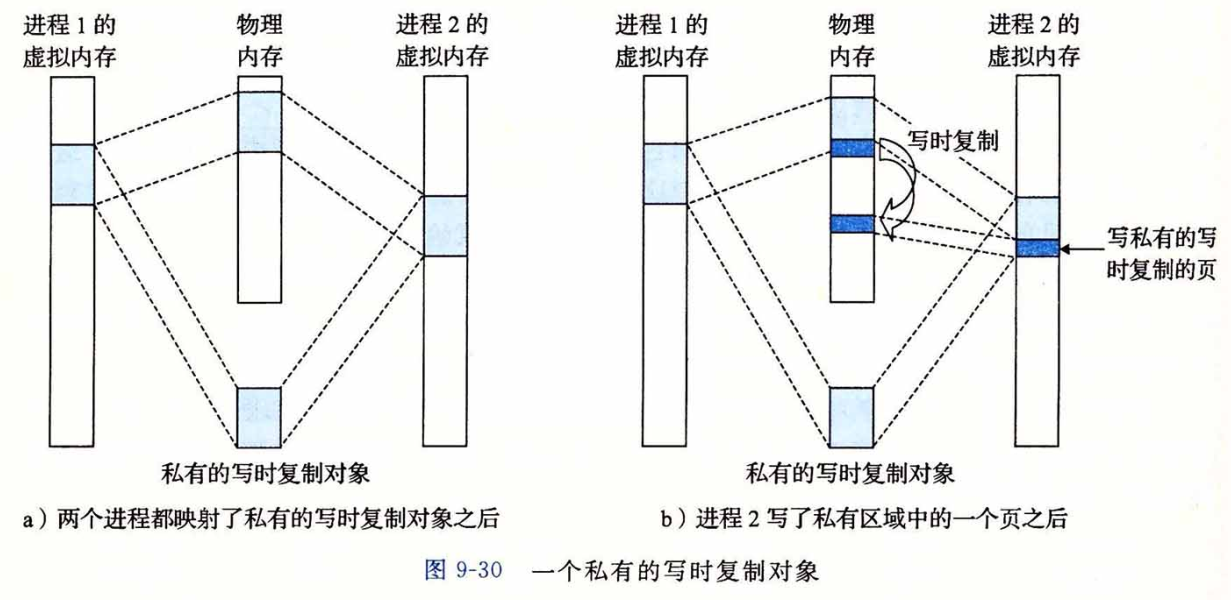 进程 1 的
虚拟内存
物理
内存
进程 2 的
虚拟内存
私有的写时复制对象
a）两个进程都映射了私有的写时复制对象之后
进程 1 的
虚拟内存
物理
内存
进程 2 的
虚拟内存
写时复制
写私有的写
时复制的页
私有的写时复制对象
b）进程 2 写了私有区域中的一个页之后
图 9-30 一个私有的写时复制对象